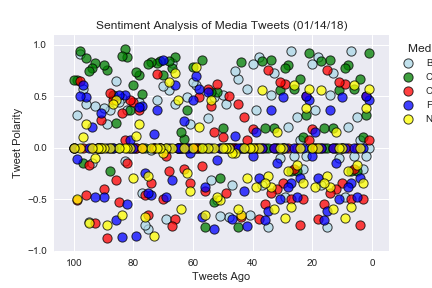 Sentiment Analysis of Media Tweets (01/14/18)
Med
B
C
C
F
N
1.0
0.5
0.0
−0.5
−1.0
Tweet Polarity
100 80 60 40 20 0
Tweets Ago